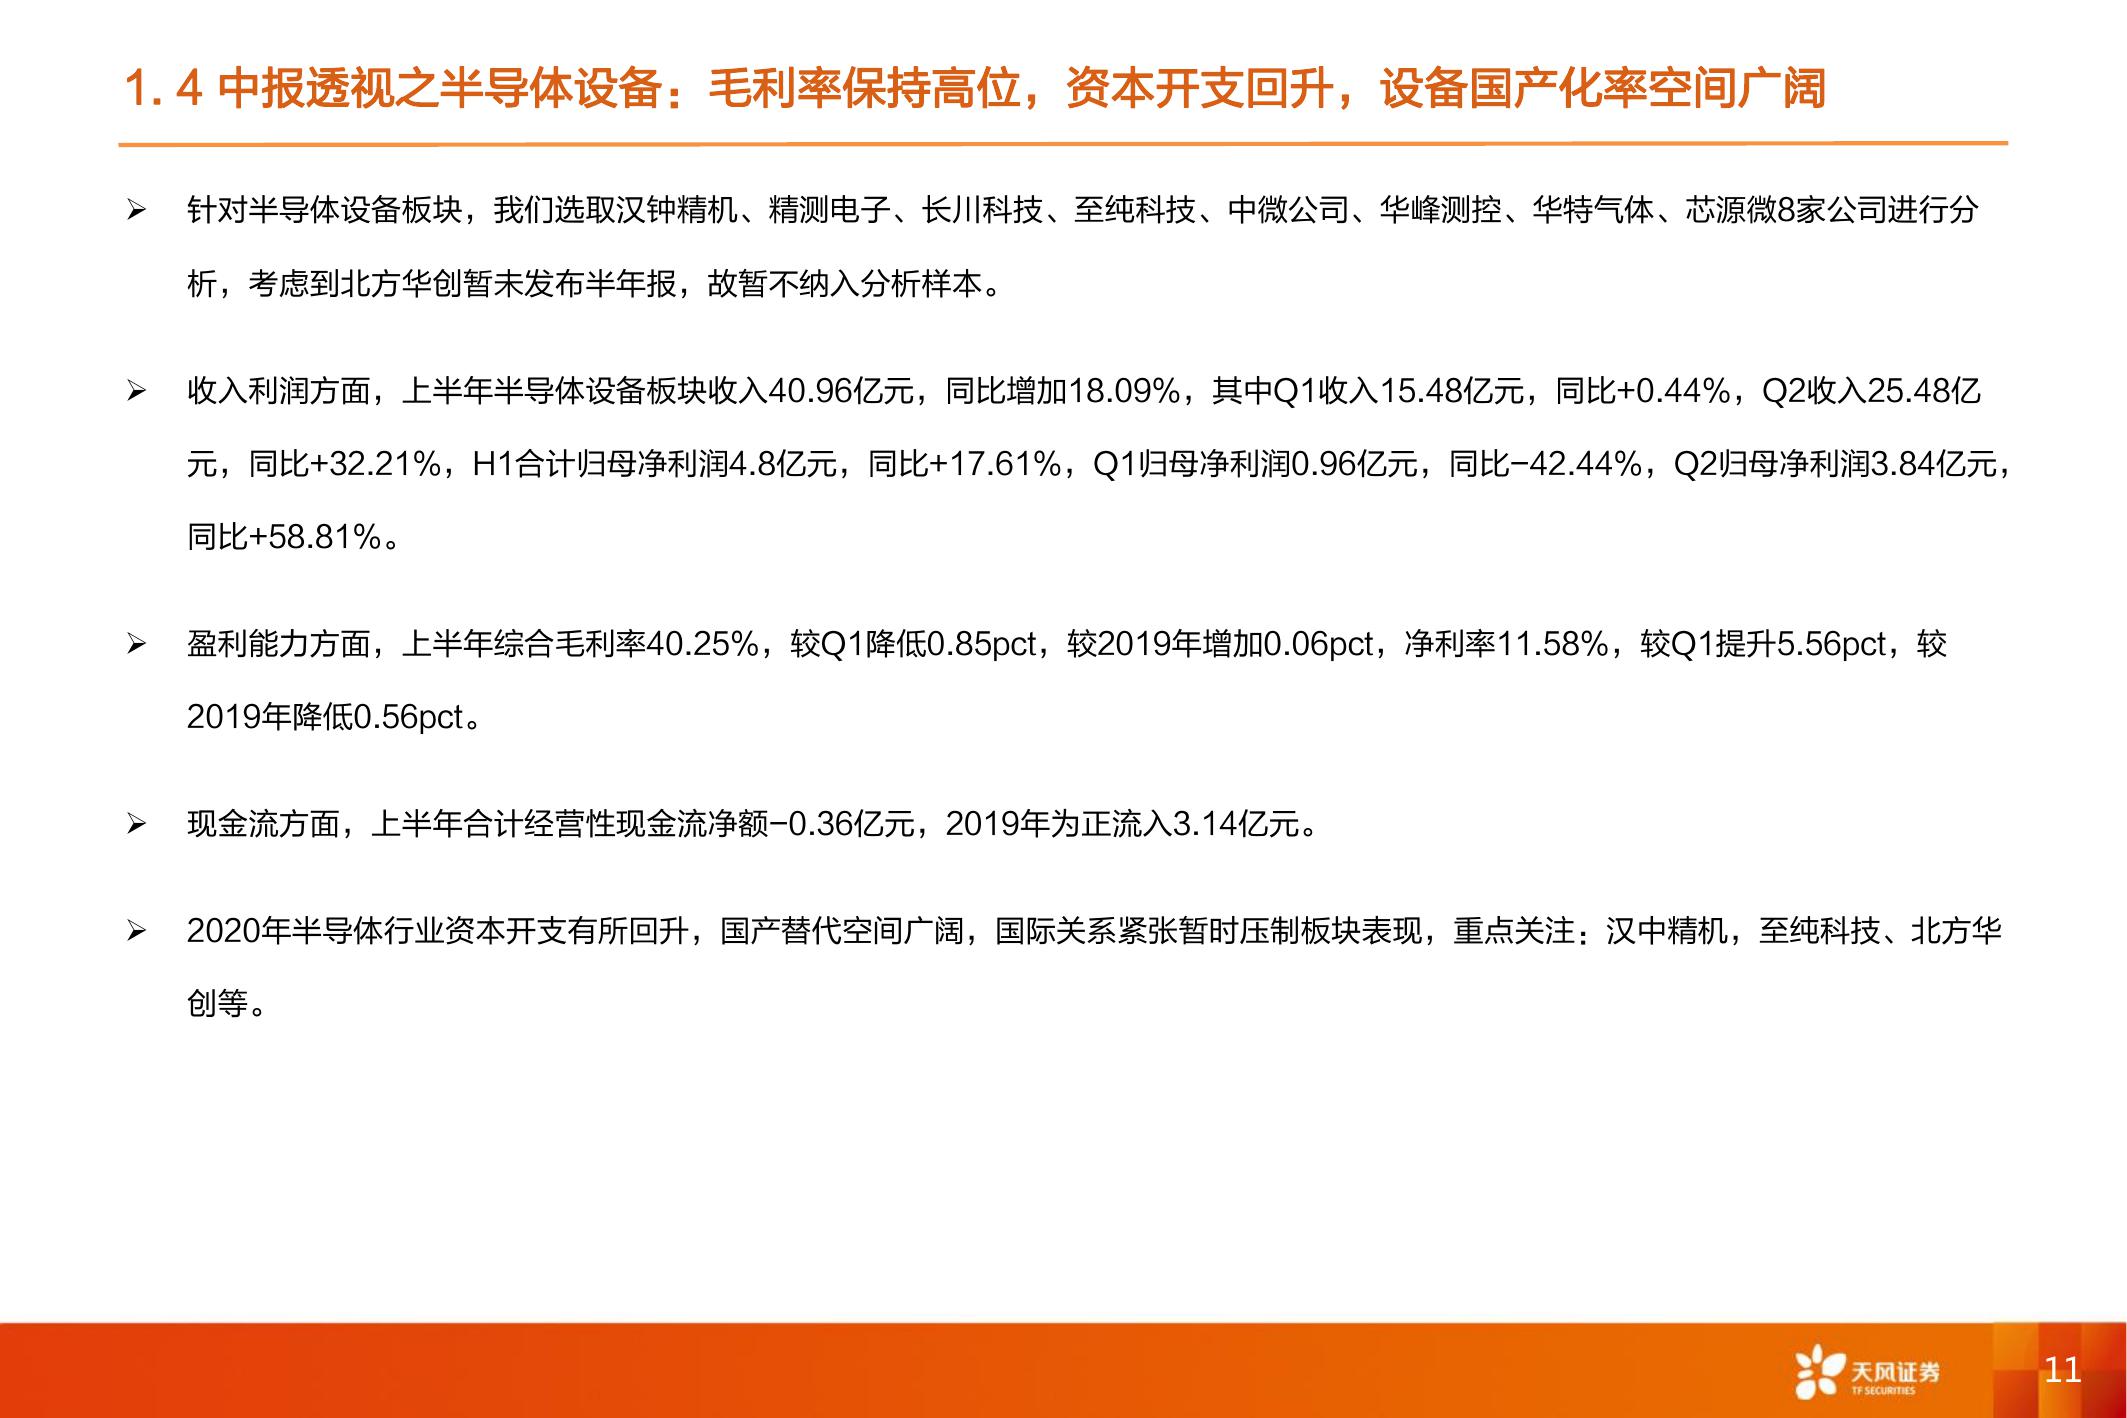 1. 4 中报透视之半导体设备：毛利率保持高位，资本开支回升，设备国产化率空间广阔
➢ 针对半导体设备板块，我们选取汉钟精机、精测电子、长川科技、至纯科技、中微公司、华峰测控、华特气体、芯源微8家公司进行分
析，考虑到北方华创暂未发布半年报，故暂不纳入分析样本。
➢ 收入利润方面，上半年半导体设备板块收入40.96亿元，同比增加18.09%，其中Q1收入15.48亿元，同比+0.44%，Q2收入25.48亿
元，同比+32.21%，H1合计归母净利润4.8亿元，同比+17.61%，Q1归母净利润0.96亿元，同比-42.44%，Q2归母净利润3.84亿元，
同比+58.81%。
➢ 盈利能力方面，上半年综合毛利率40.25%，较Q1降低0.85pct，较2019年增加0.06pct，净利率11.58%，较Q1提升5.56pct，较
2019年降低0.56pct。
➢ 现金流方面，上半年合计经营性现金流净额-0.36亿元，2019年为正流入3.14亿元。
➢ 2020年半导体行业资本开支有所回升，国产替代空间广阔，国际关系紧张暂时压制板块表现，重点关注：汉中精机，至纯科技、北方华
创等。
天风证券
TF SECURITIES
11